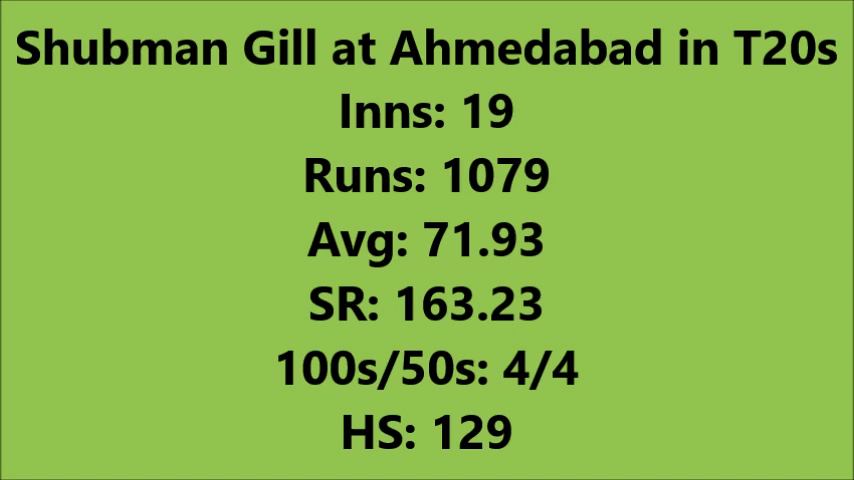 Shubman Gill at Ahmedabad in T20s
Inns: 19
Runs: 1079
Avg: 71.93
SR: 163.23
100s/50s: 4/4
HS: 129